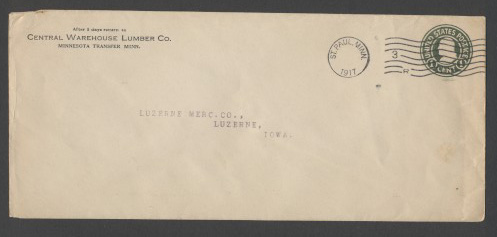 After 5 days return to
CENTRAL WAREHOUSE LUMBER CO.
MINNESOTA TRANSFER MINN.
ST. PAUL, MINN.
1917
3
R
UNITED STATES POSTAGE
CENT
LUZERNE MERC.CO.,
LUZERNE,
IOWA.